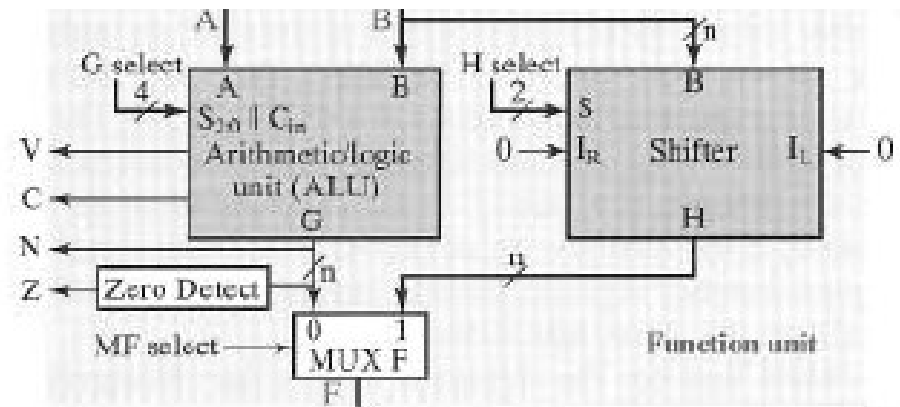 A
B
n
G select
4
A
B
S2:0 || Cin
Arithmetic/logic
unit (ALU)
G
H select
2
B
S
0
IR
Shifter
IL
0
H
V
C
N
Z
Zero Detect
n
n
MF select
0
1
MUX F
F
Function unit